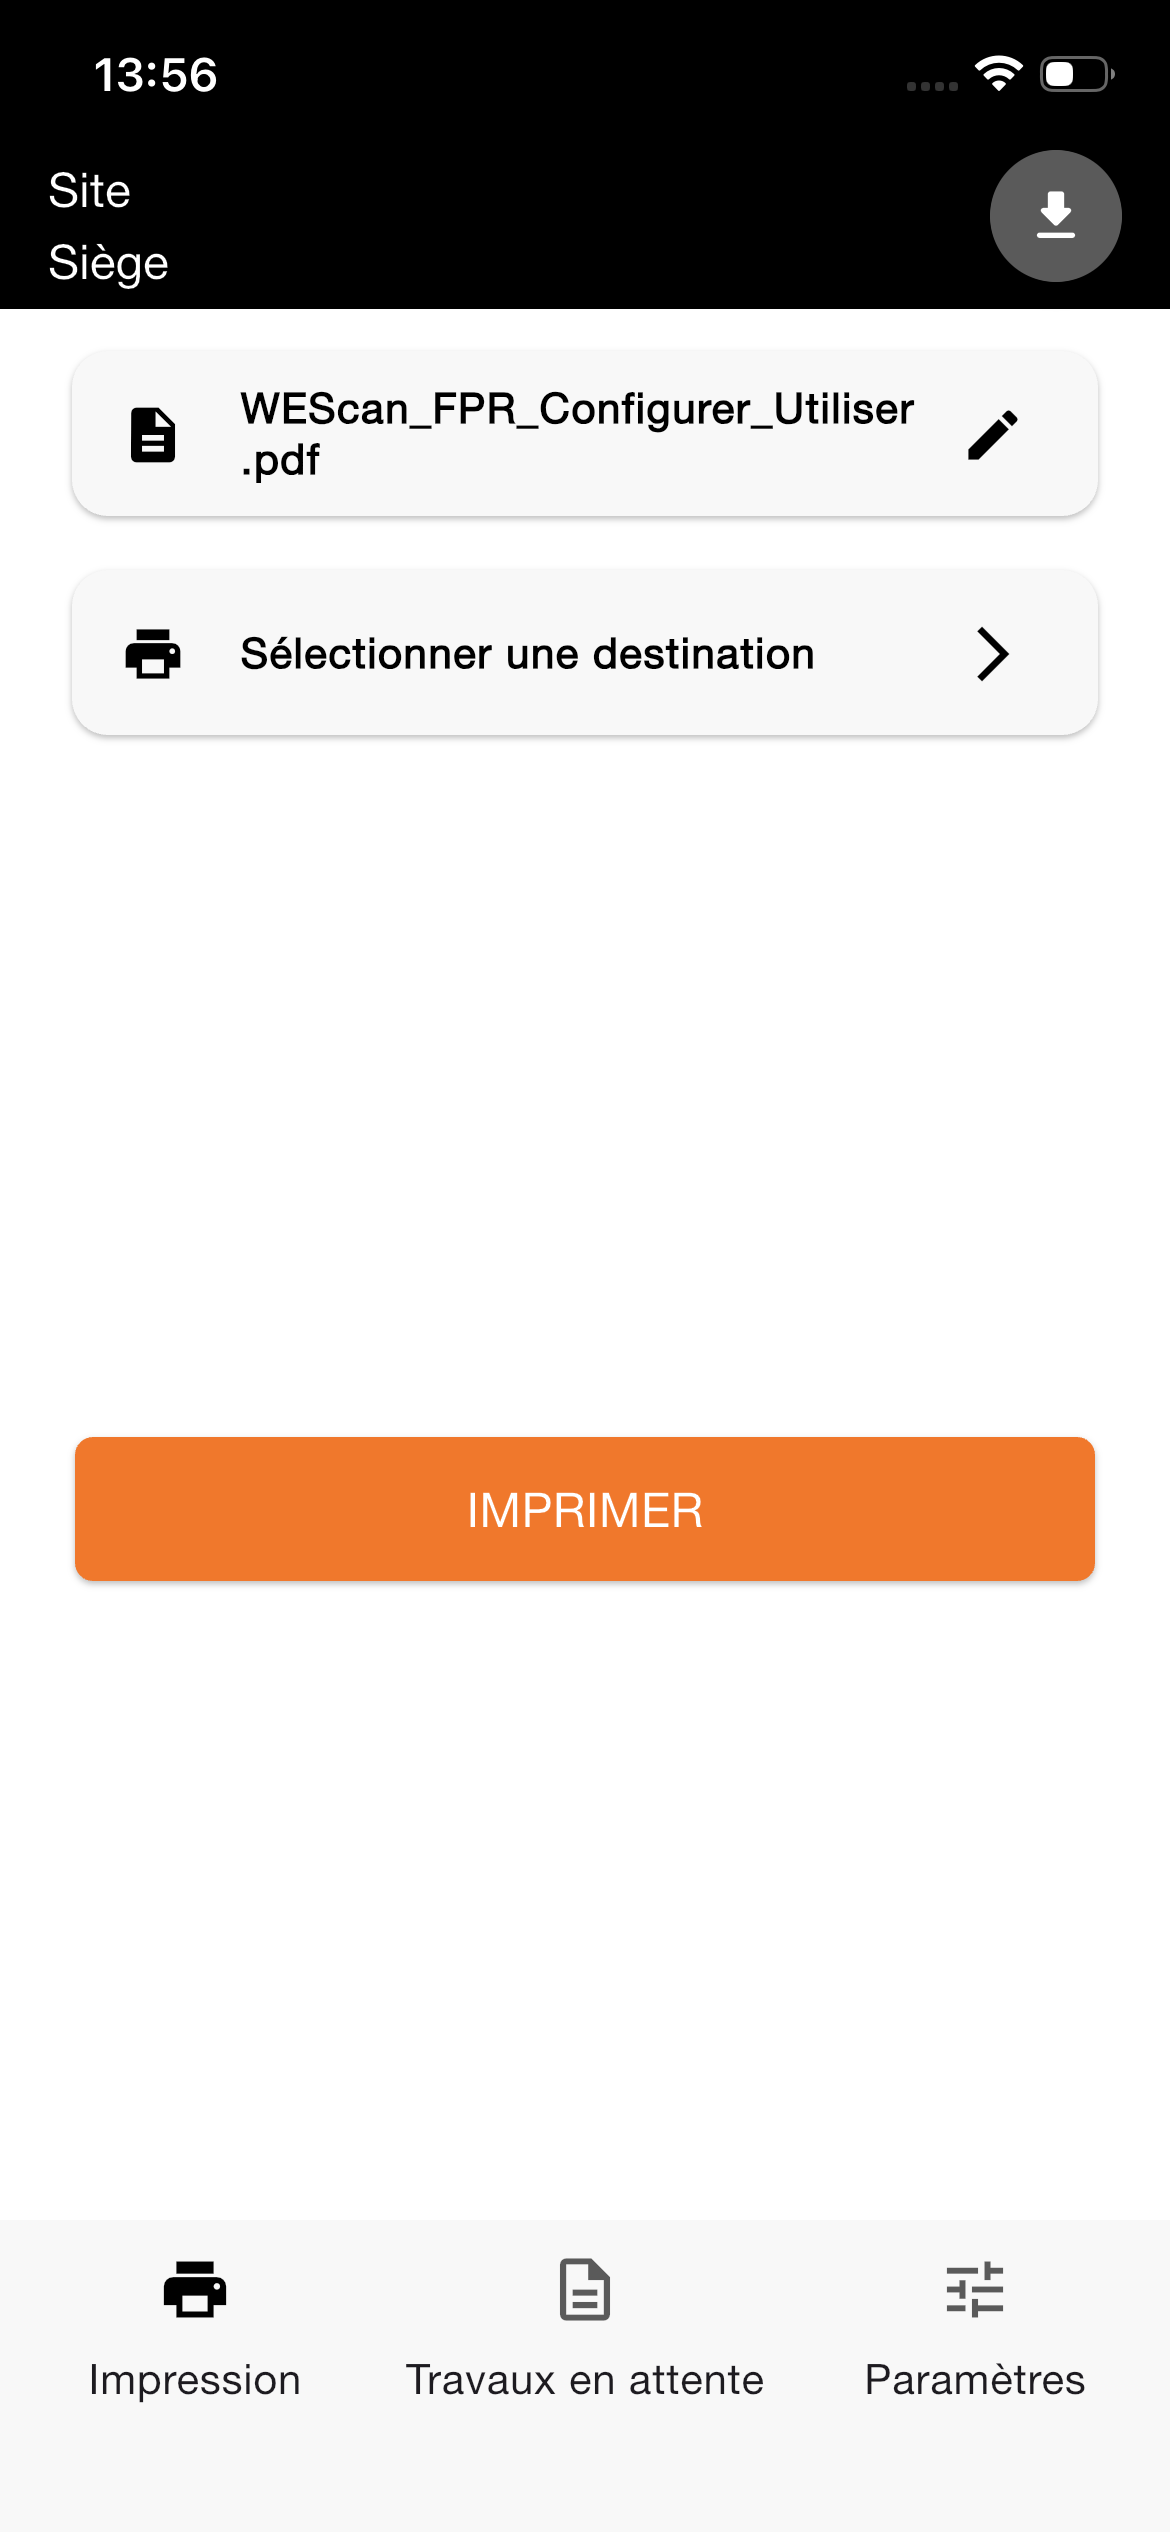 13:56
Site
Siège
WEScan_FPR_Configurer_Utiliser
.pdf
Sélectionner une destination
IMPRIMER
Impression
Travaux en attente
Paramètres